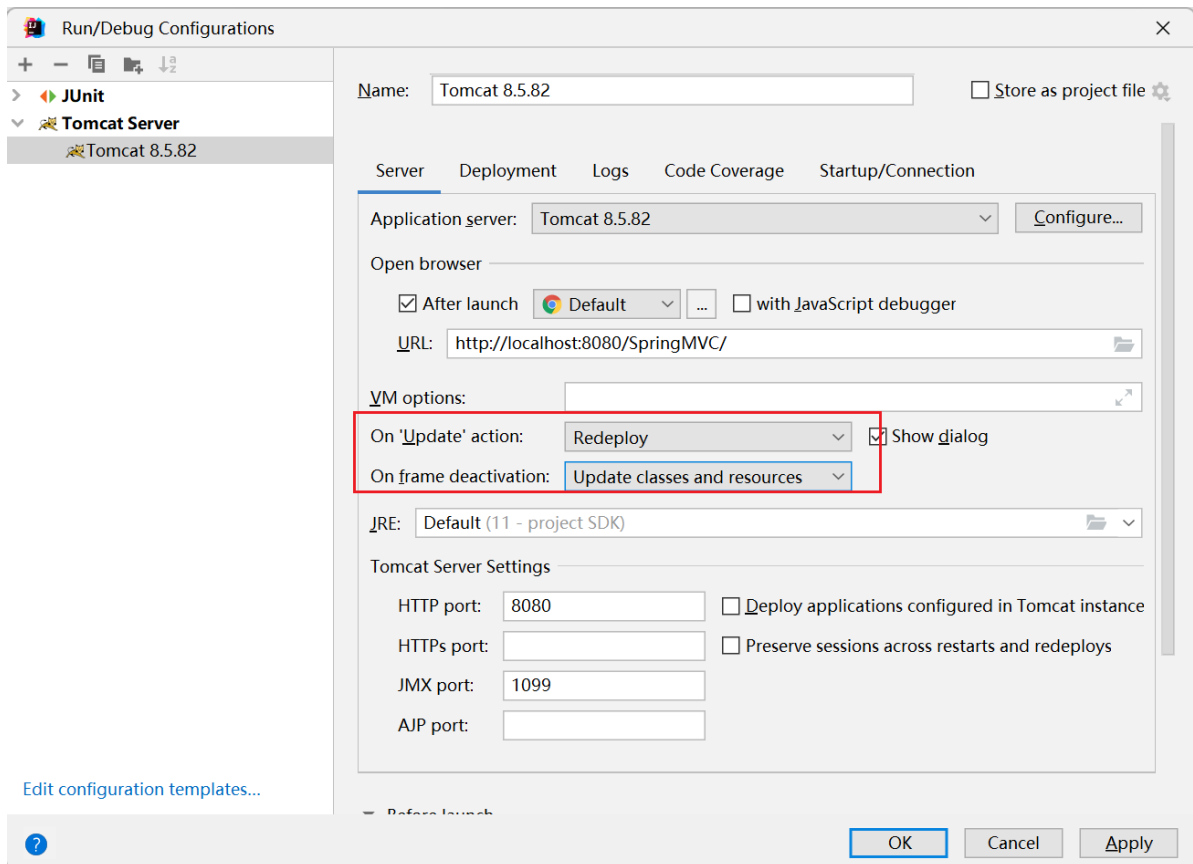 Run/Debug Configurations
JUnit
Tomcat Server
Tomcat 8.5.82
Edit configuration templates...
Name: Tomcat 8.5.82 Store as project file
Server Deployment Logs Code Coverage Startup/Connection
Application server: Tomcat 8.5.82 Configure...
Open browser
After launch Default ... with JavaScript debugger
URL: http://localhost:8080/SpringMVC/
VM options:
On 'Update' action: Redeploy Show dialog
On frame deactivation: Update classes and resources
JRE: Default (11 - project SDK)
Tomcat Server Settings
HTTP port: 8080 Deploy applications configured in Tomcat instance
HTTPs port: Preserve sessions across restarts and redeploys
JMX port: 1099
AJP port:
Before launch
? OK Cancel Apply